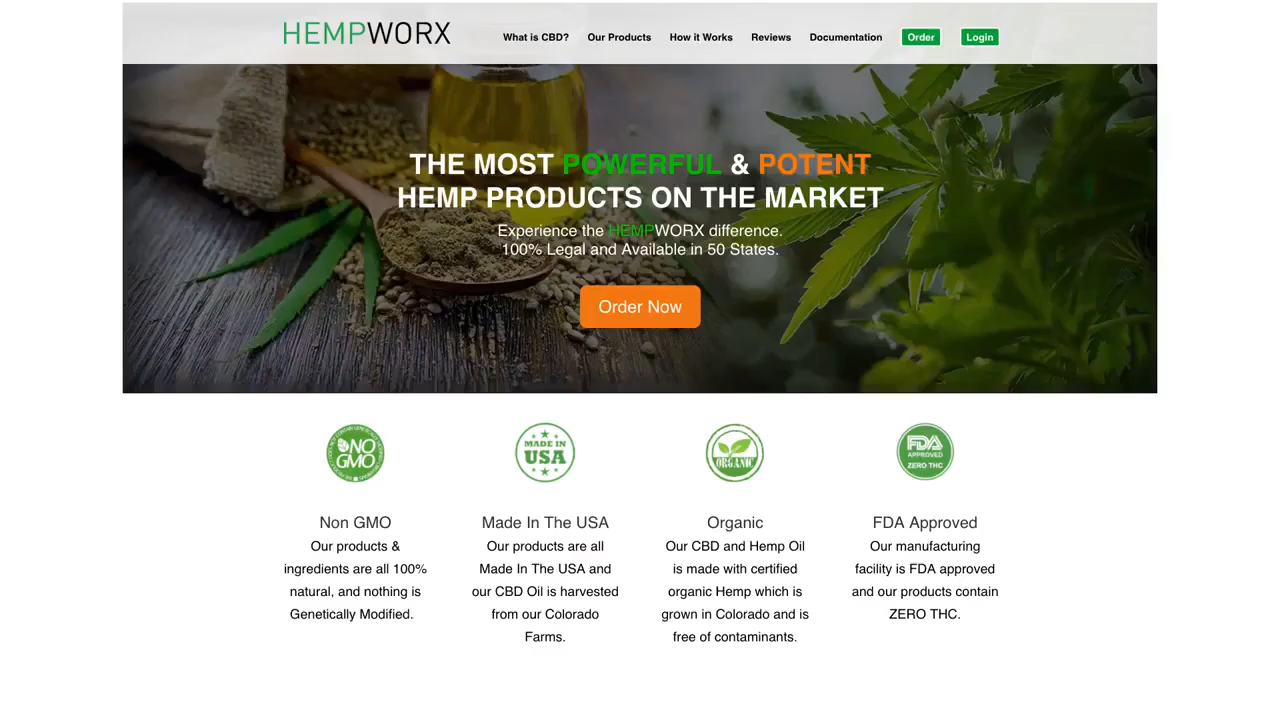 HEMPWORX
What is CBD? Our Products How it Works Reviews Documentation Order Login
THE MOST POWERFUL & POTENT
HEMP PRODUCTS ON THE MARKET
Experience the HEMPWORX difference.
100% Legal and Available in 50 States.
Order Now
NO
GMO
MADE IN
USA
ORGANIC
FDA
APPROVED
ZERO THC
Non GMO
Our products &
ingredients are all 100%
natural, and nothing is
Genetically Modified.
Made In The USA
Our products are all
Made In The USA and
our CBD Oil is harvested
from our Colorado
Farms.
Organic
Our CBD and Hemp Oil
is made with certified
organic Hemp which is
grown in Colorado and is
free of contaminants.
FDA Approved
Our manufacturing
facility is FDA approved
and our products contain
ZERO THC.